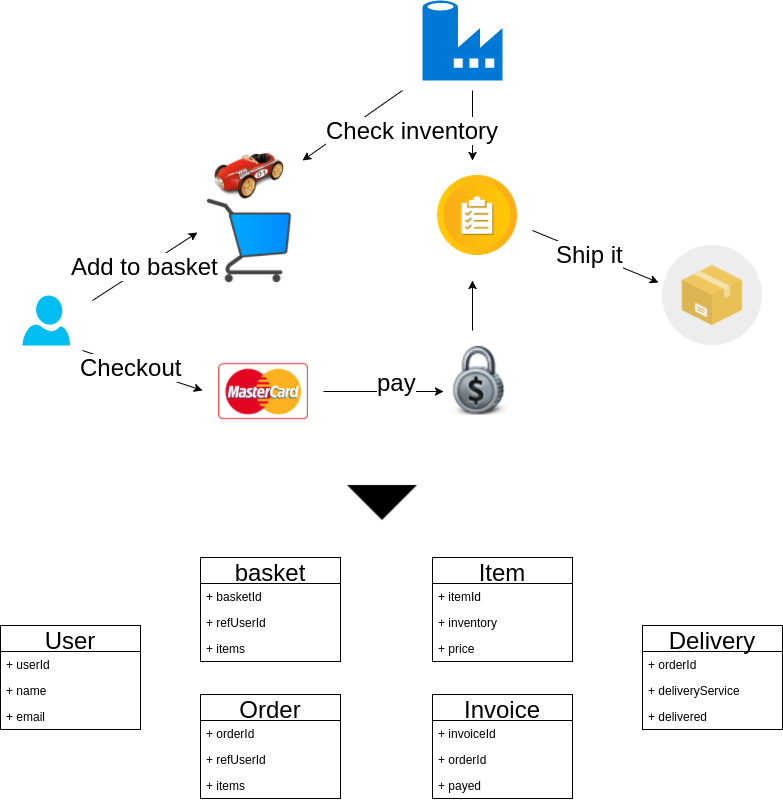 Check inventory
Add to basket
Ship it
Checkout
MasterCard
pay
$
basket
+ basketId
+ refUserId
+ items
Item
+ itemId
+ inventory
+ price
User
+ userId
+ name
+ email
Delivery
+ orderId
+ deliveryService
+ delivered
Order
+ orderId
+ refUserId
+ items
Invoice
+ invoiceId
+ orderId
+ payed